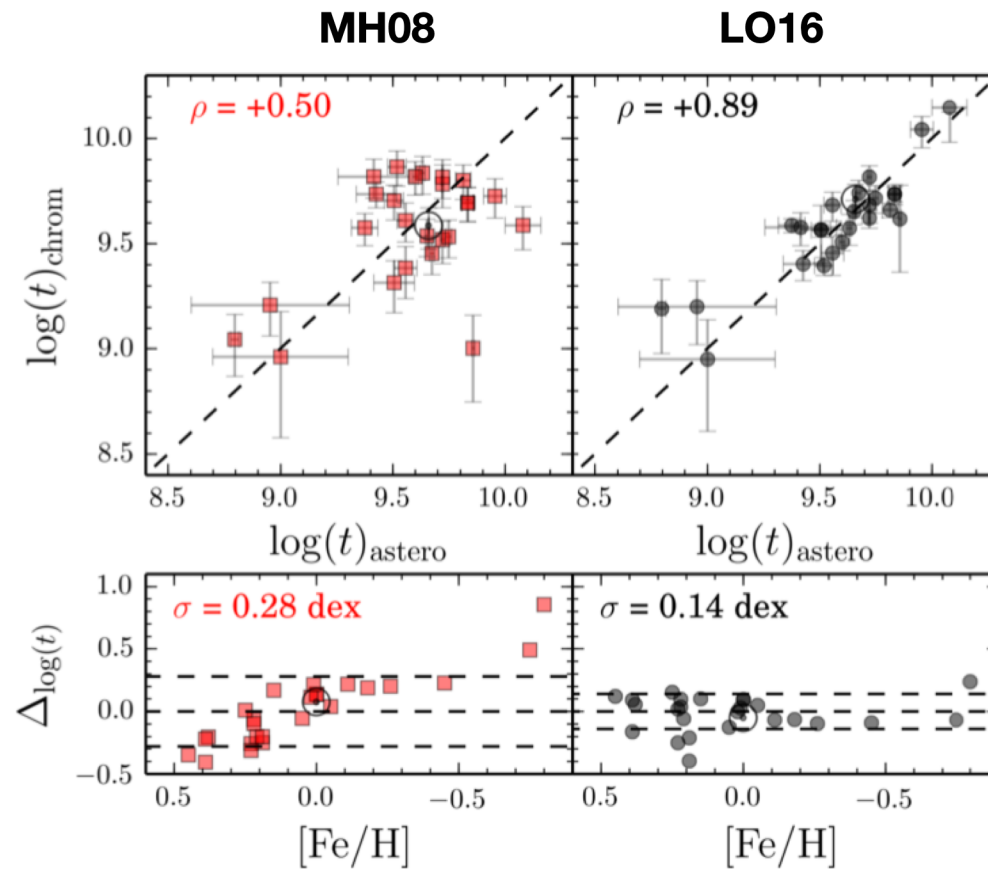 MH08 LO16
ρ = +0.50 ρ = +0.89
10.0
9.5
9.0
8.5
log(t)chrom
8.5 9.0 9.5 10.0 8.5 9.0 9.5 10.0
log(t)astero log(t)astero
1.0
0.5
0.0
−0.5
Δlog(t)
σ = 0.28 dex σ = 0.14 dex
0.5 0.0 −0.5 0.5 0.0 −0.5
[Fe/H] [Fe/H]